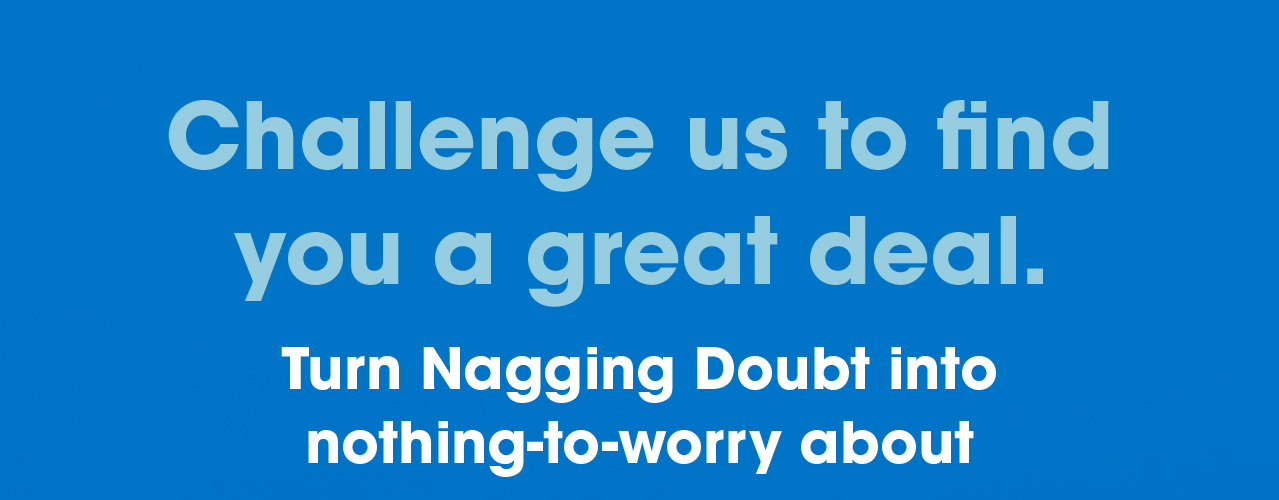 Challenge us to find
you a great deal.
Turn Nagging Doubt into
nothing-to-worry about